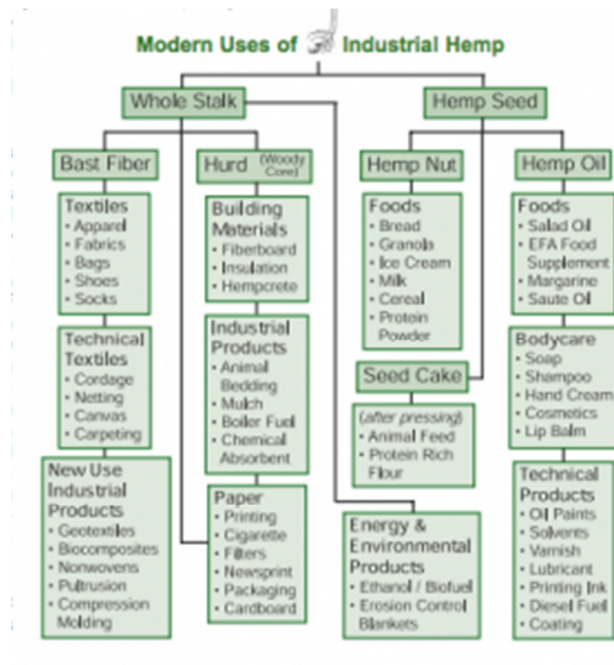 Modern Uses of Industrial Hemp
Whole Stalk
Hemp Seed
Bast Fiber
Hurd (Woody
Core)
Hemp Nut
Hemp Oil
Textiles
• Apparel
• Fabrics
• Bags
• Shoes
• Socks
Technical
Textiles
• Cordage
• Netting
• Canvas
• Carpeting
New Use
Industrial
Products
• Geotextiles
• Biocomposites
• Nonwovens
• Pultrusion
• Compression
Molding
Building
Materials
• Fiberboard
• Insulation
• Hempcrete
Industrial
Products
• Animal
Bedding
• Mulch
• Boiler Fuel
• Chemical
Absorbent
Paper
• Printing
• Cigarette
• Filters
• Newsprint
• Packaging
• Cardboard
Foods
• Bread
• Granola
• Ice Cream
• Milk
• Cereal
• Protein
Powder
Seed Cake
(after pressing)
• Animal Feed
• Protein Rich
Flour
Energy &
Environmental
Products
• Ethanol / Biofuel
• Erosion Control
Blankets
Foods
• Salad Oil
• EFA Food
Supplement
• Margarine
• Saute Oil
Bodycare
• Soap
• Shampoo
• Hand Cream
• Cosmetics
• Lip Balm
Technical
Products
• Oil Paints
• Solvents
• Varnish
• Lubricant
• Printing Ink
• Diesel Fuel
• Coating